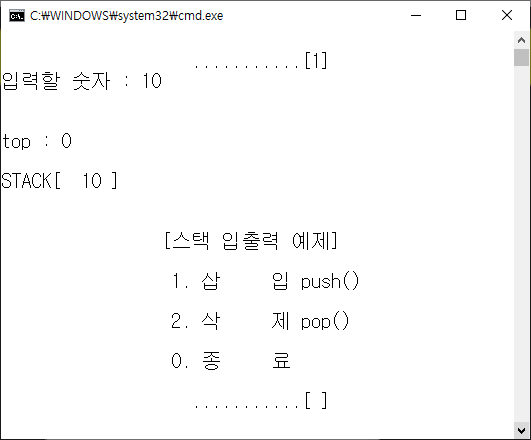 C:\WINDOWS\system32\cmd.exe
...........[1]
입력할 숫자 : 10
top : 0
STACK[  10 ]
[스택 입출력 예제]
1. 삽     입 push()
2. 삭     제 pop()
0. 종     료
...........[ ]